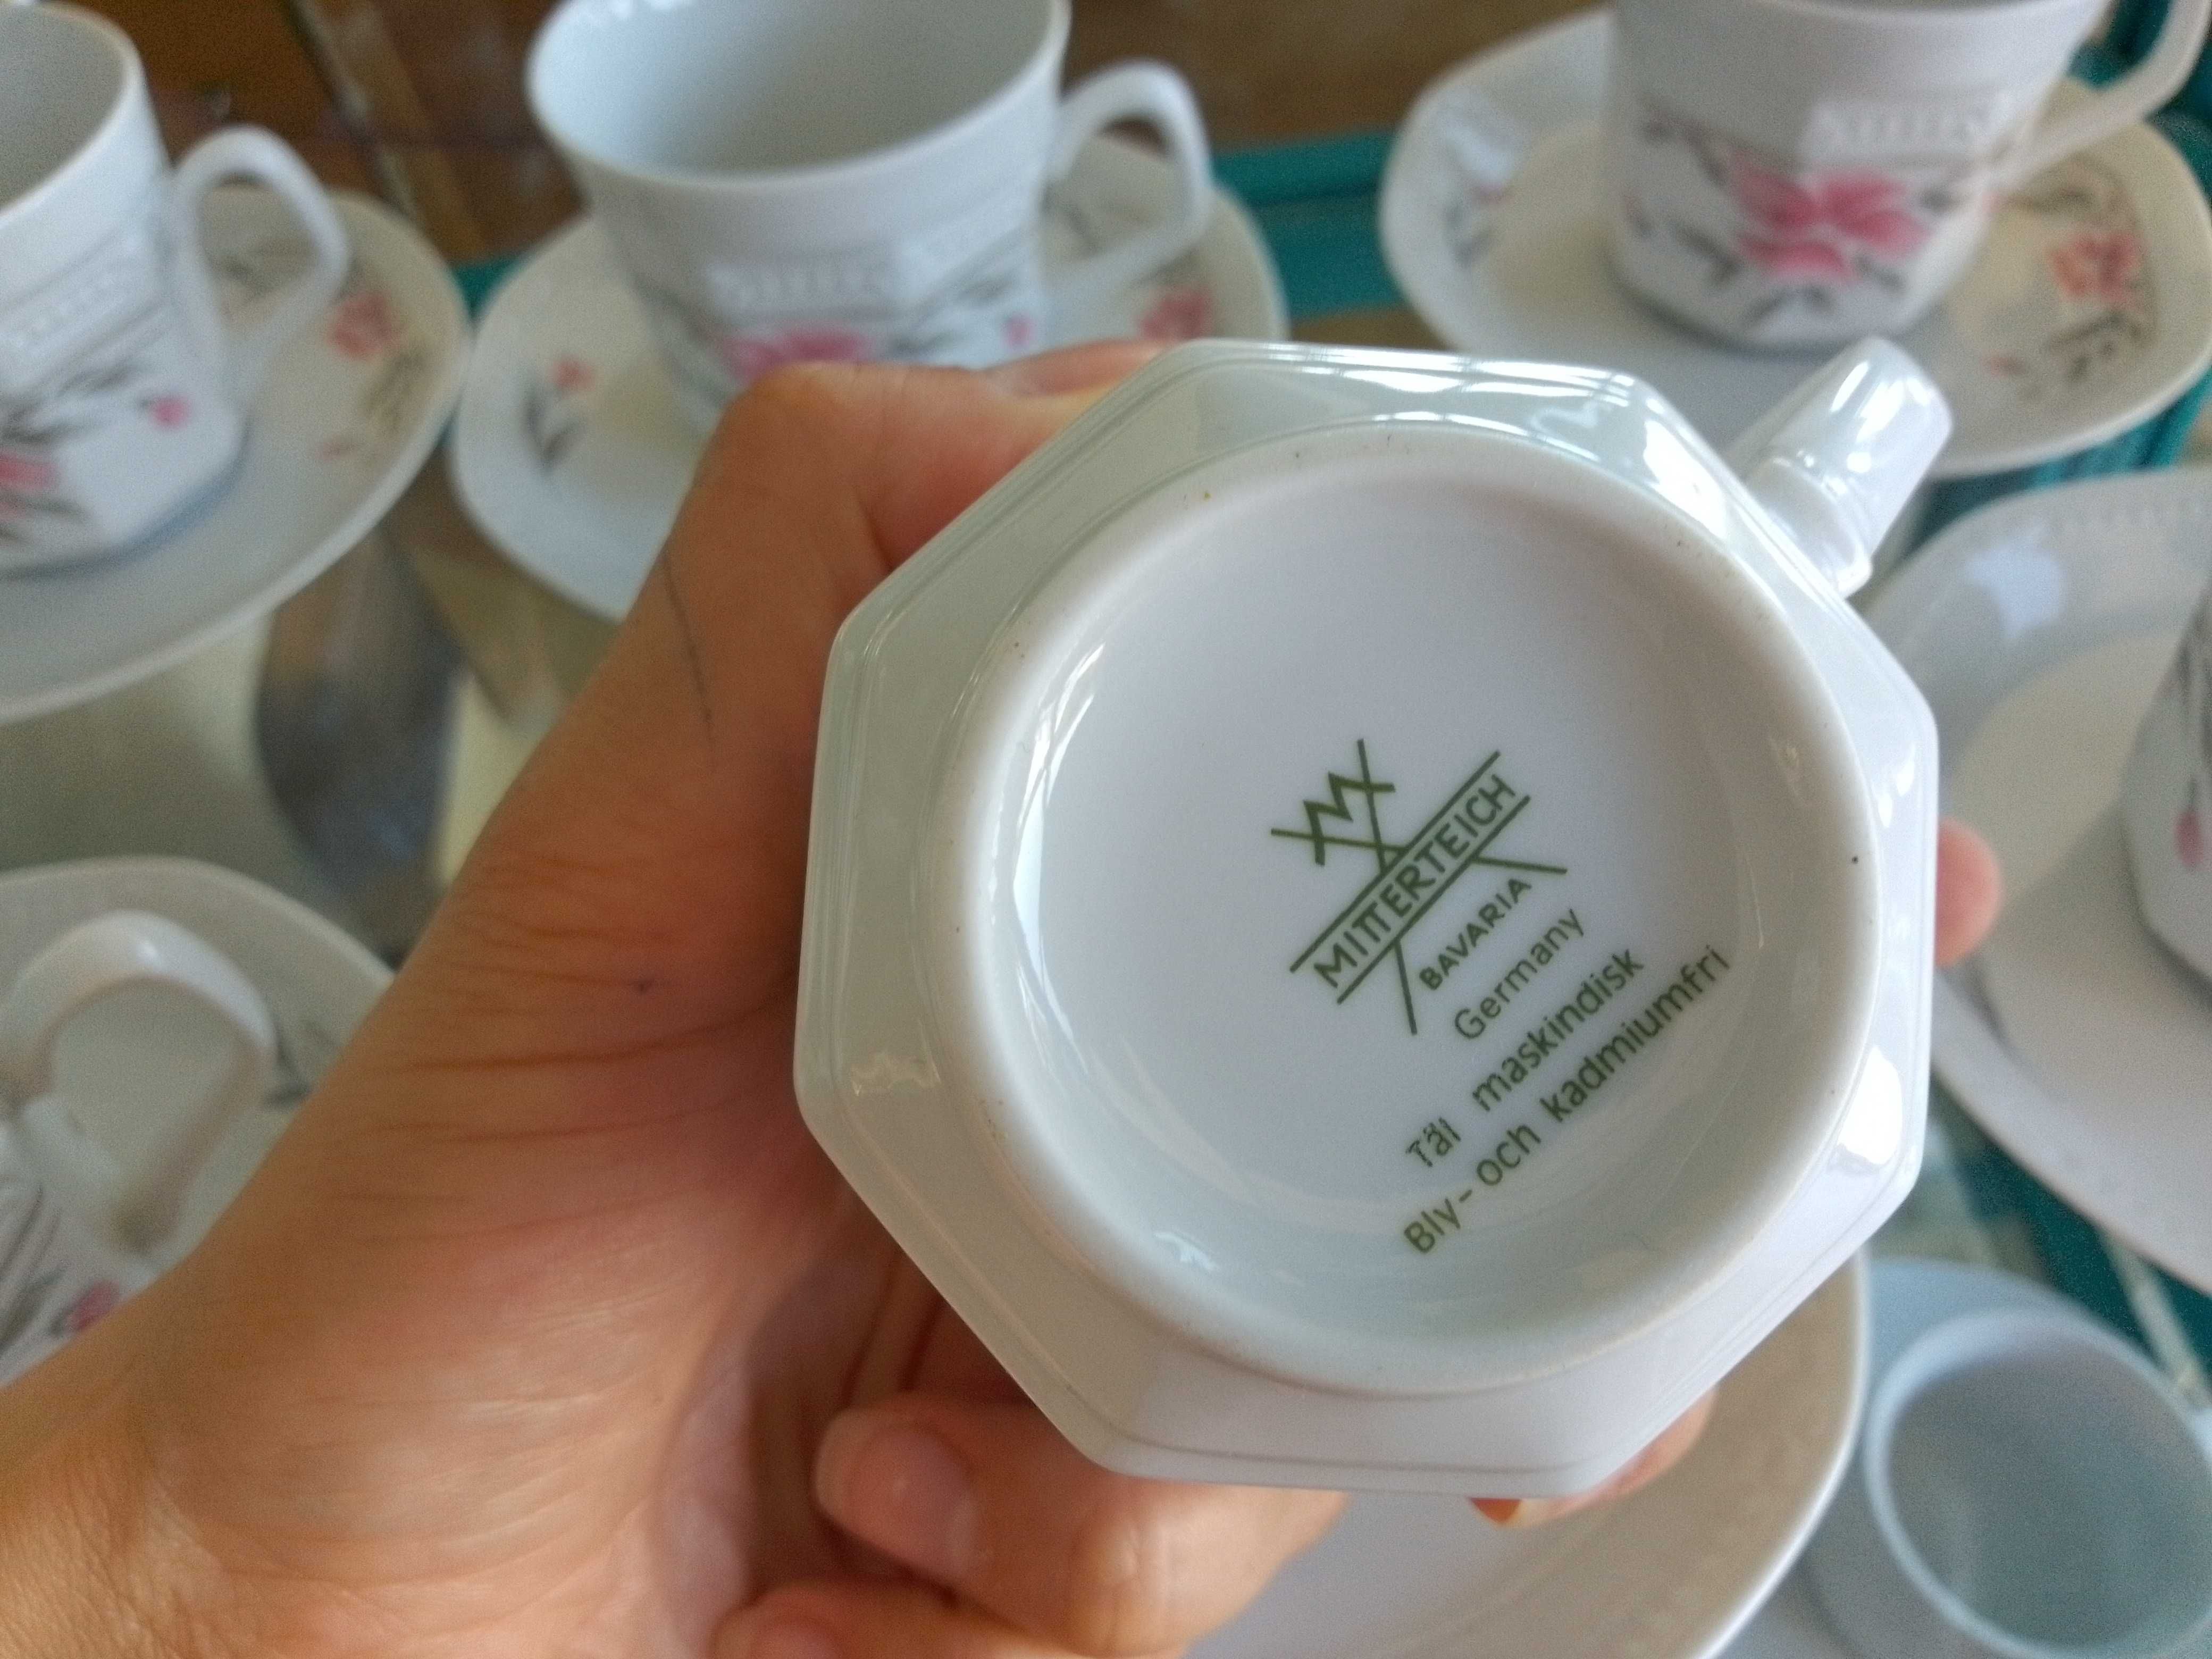 MITTERTEICH
BAVARIA
Germany
Täl maskindisk
Bly- och kadmiumfri